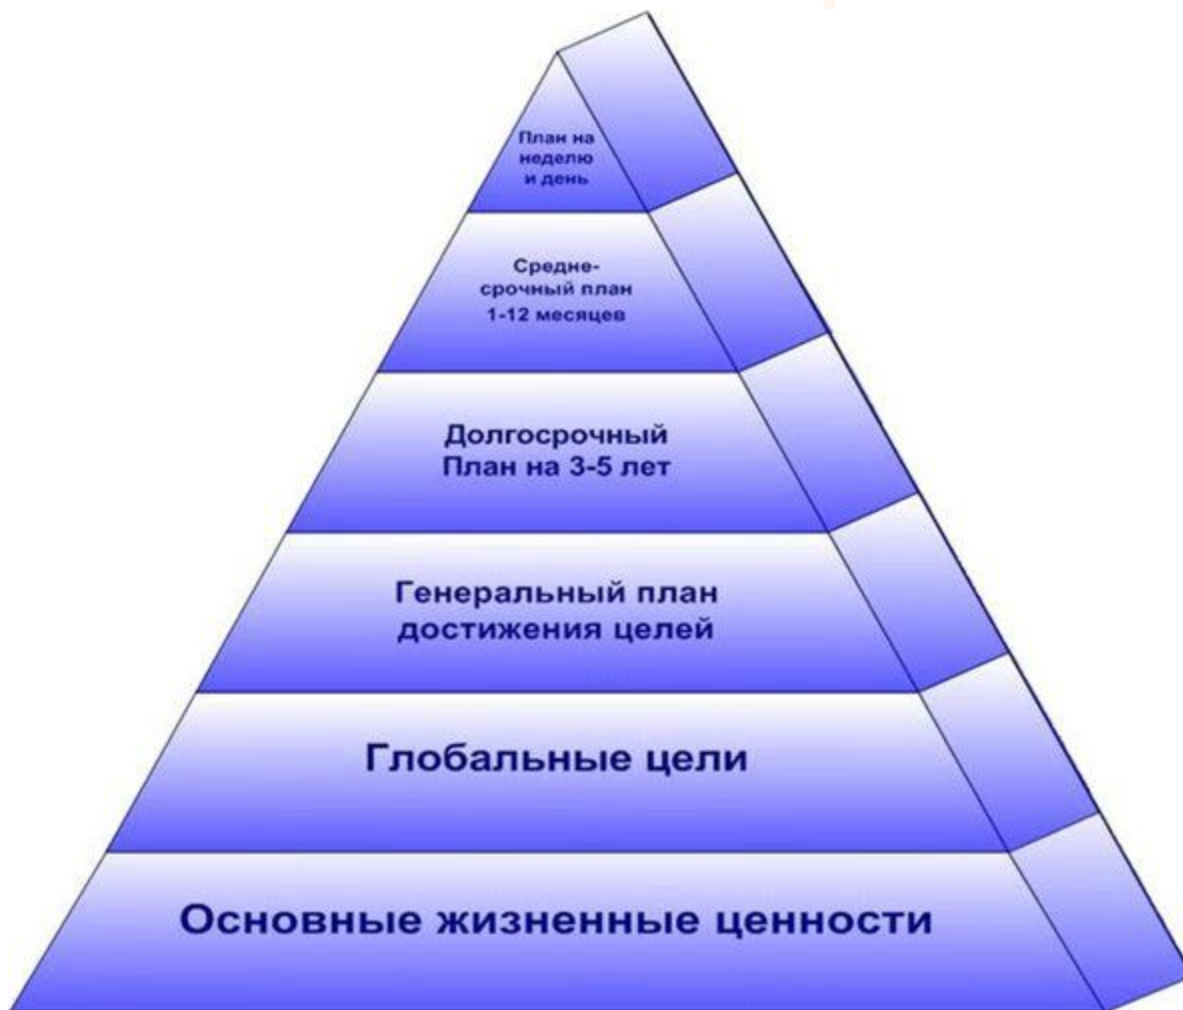 План на
неделю
и день
Средне-
срочный план
1-12 месяцев
Долгосрочный
План на 3-5 лет
Генеральный план
достижения целей
Глобальные цели
Основные жизненные ценности